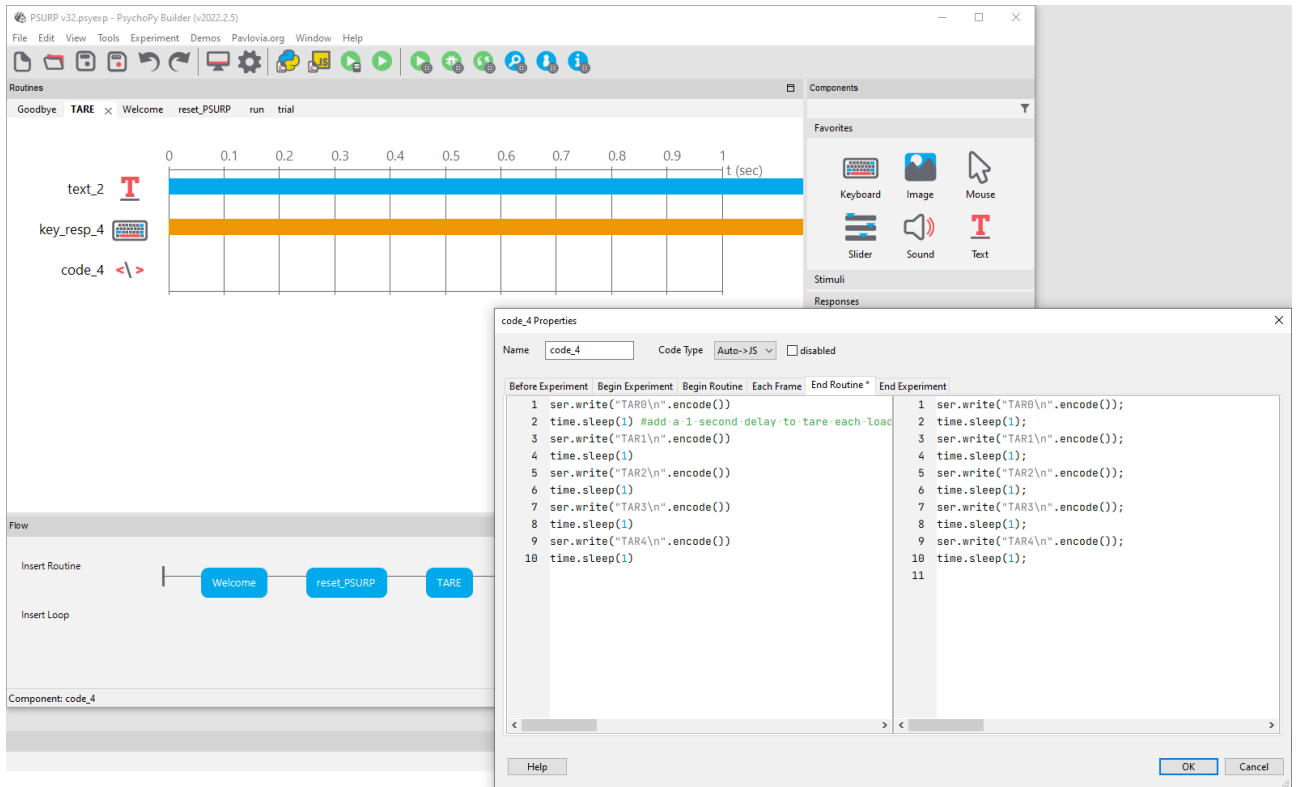 PSURP v32.psyexp - PsychoPy Builder (v2022.2.5)
File Edit View Tools Experiment Demos Pavlovia.org Window Help
JS
Routines
Goodbye TARE Welcome reset_PSURP run trial
0 0.1 0.2 0.3 0.4 0.5 0.6 0.7 0.8 0.9 1
t (sec)
text_2 T
key_resp_4
code_4 <\>
Components
Favorites
Keyboard Image Mouse
Slider Sound Text
Stimuli
Responses
Flow
Insert Routine
Welcome reset_PSURP TARE
Insert Loop
Component: code_4
code_4 Properties
Name code_4 Code Type Auto->JS disabled
Before Experiment Begin Experiment Begin Routine Each Frame End Routine * End Experiment
1 ser.write("TAR0\n".encode())
2 time.sleep(1) #add·a·1·second·delay·to·tare·each·load
3 ser.write("TAR1\n".encode())
4 time.sleep(1)
5 ser.write("TAR2\n".encode())
6 time.sleep(1)
7 ser.write("TAR3\n".encode())
8 time.sleep(1)
9 ser.write("TAR4\n".encode())
10 time.sleep(1)
1 ser.write("TAR0\n".encode());
2 time.sleep(1);
3 ser.write("TAR1\n".encode());
4 time.sleep(1);
5 ser.write("TAR2\n".encode());
6 time.sleep(1);
7 ser.write("TAR3\n".encode());
8 time.sleep(1);
9 ser.write("TAR4\n".encode());
10 time.sleep(1);
11
Help OK Cancel